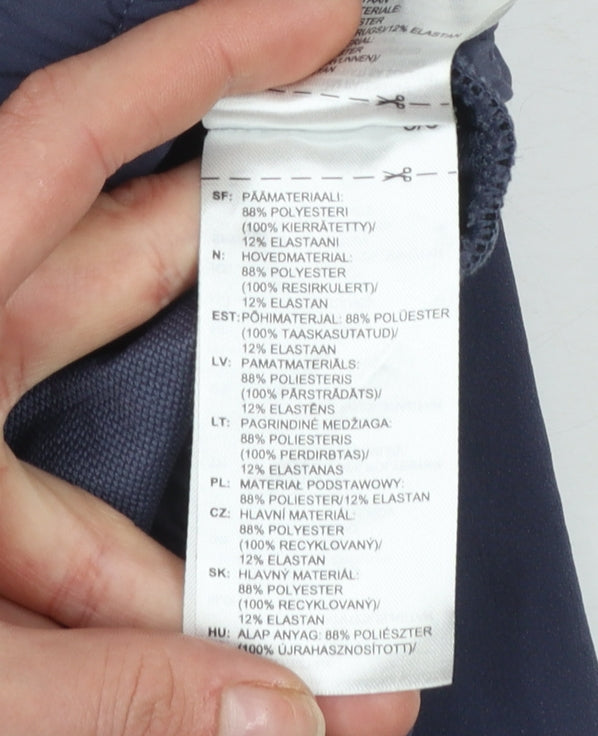 12% ELASTAN
SF: PÄÄMATERIAALI:
88% POLYESTERI
(100% KIERRÄTETTY)/
12% ELASTAANI
N: HOVEDMATERIAL:
88% POLYESTER
(100% RESIRKULERT)/
12% ELASTAN
EST: PÕHIMATERJAL: 88% POLÜESTER
(100% TAASKASUTATUD)/
12% ELASTAAN
LV: PAMATMATERIĀLS:
88% POLIESTERIS
(100% PĀRSTRĀDĀTS)/
12% ELASTĒNS
LT: PAGRINDINĖ MEDŽIAGA:
88% POLIESTERIS
(100% PERDIRBTAS)/
12% ELASTANAS
PL: MATERIAŁ PODSTAWOWY:
88% POLIESTER/12% ELASTAN
CZ: HLAVNÍ MATERIÁL:
88% POLYESTER
(100% RECYKLOVANÝ)/
12% ELASTAN
SK: HLAVNÝ MATERIÁL:
88% POLYESTER
(100% RECYKLOVANÝ)/
12% ELASTAN
HU: ALAP ANYAG: 88% POLIÉSZTER
(100% ÚJRAHASZNOSÍTOTT)/